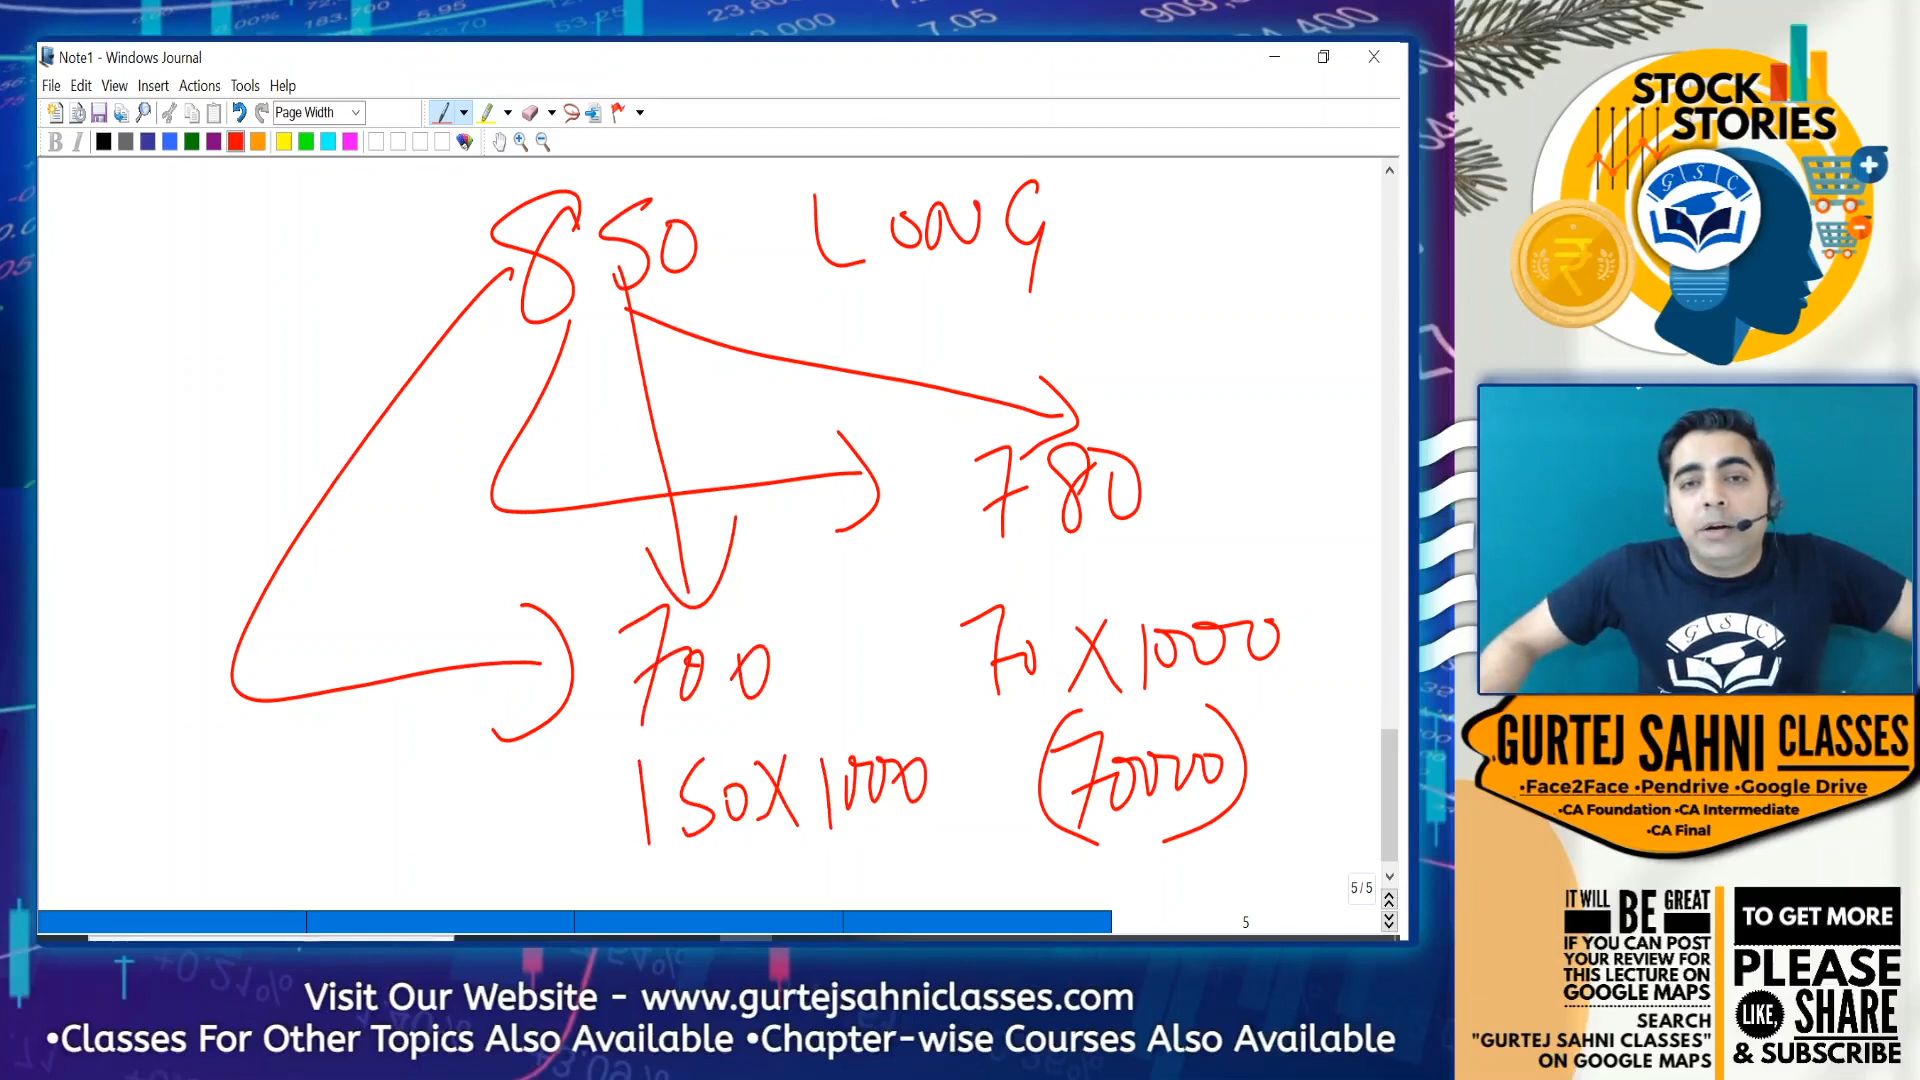 Note1 - Windows Journal
File Edit View Insert Actions Tools Help
Page Width
B I
850 LONG
780
700
70 X 1000
150 X 1000
(70000)
5 / 5
5
STOCK
STORIES
G S C
G S C
GURTEJ SAHNI CLASSES
•Face2Face •Pendrive •Google Drive
•CA Foundation •CA Intermediate
•CA Final
IT WILL BE GREAT
IF YOU CAN POST
YOUR REVIEW FOR
THIS LECTURE ON
GOOGLE MAPS
SEARCH
"GURTEJ SAHNI CLASSES"
ON GOOGLE MAPS
TO GET MORE
PLEASE
LIKE, SHARE
& SUBSCRIBE
Visit Our Website - www.gurtejsahniclasses.com
•Classes For Other Topics Also Available •Chapter-wise Courses Also Available